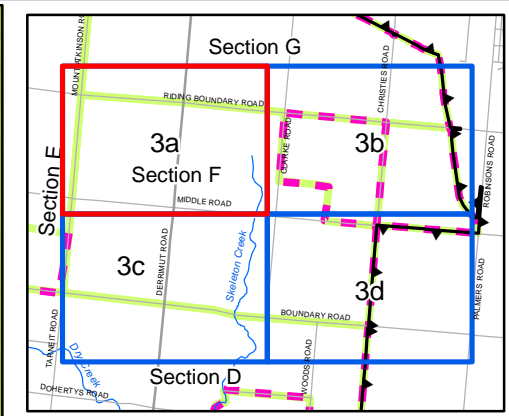 Section G
MOUNT ATKINSON R
RIDING BOUNDARY ROAD
CHRISTIES ROAD
3a
3b
CLARKE ROAD
ROBINSONS ROAD
Section E
Section F
MIDDLE ROAD
3c
DERRIMUT ROAD
Skeleton Creek
3d
PALMERS ROAD
BOUNDARY ROAD
TARNEIT ROAD
Dry Creek
WOODS ROAD
Section D
DOHERTYS ROAD